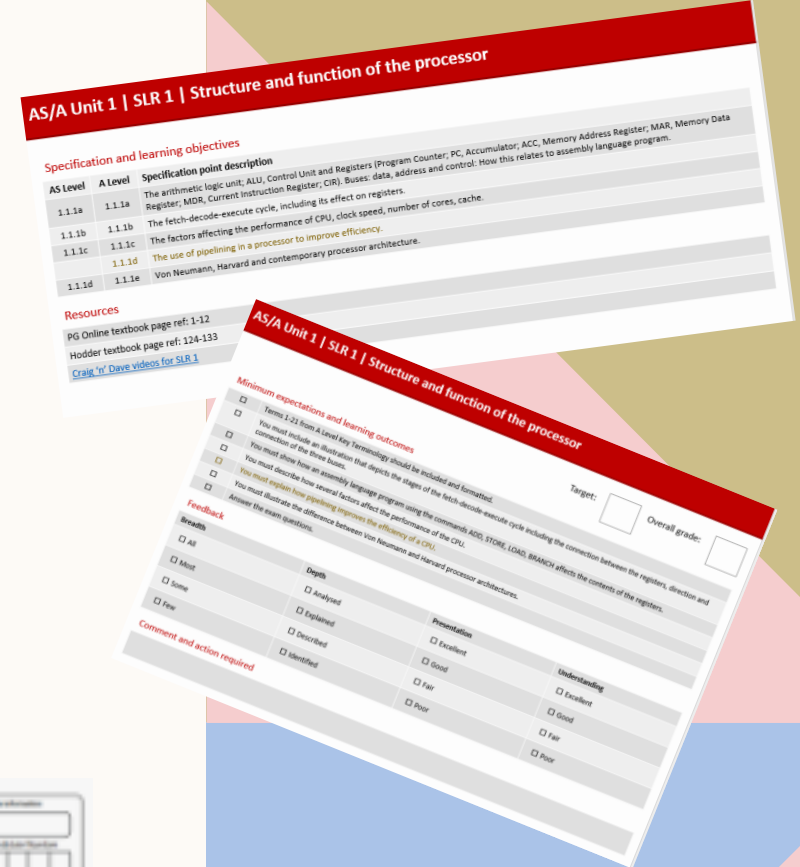 AS/A Unit 1 | SLR 1 | Structure and function of the processor
Specification and learning objectives
AS Level A Level Specification point description
1.1.1a 1.1.1a The arithmetic logic unit; ALU, Control Unit and Registers (Program Counter; PC, Accumulator; ACC, Memory Address Register; MAR, Memory Data
Register; MDR, Current Instruction Register; CIR). Buses: data, address and control: How this relates to assembly language program.
1.1.1b 1.1.1b The fetch-decode-execute cycle, including its effect on registers.
1.1.1c 1.1.1c The factors affecting the performance of CPU, clock speed, number of cores, cache.
1.1.1d The use of pipelining in a processor to improve efficiency.
1.1.1d 1.1.1e Von Neumann, Harvard and contemporary processor architecture.
Resources
PG Online textbook page ref: 1-12
Hodder textbook page ref: 124-133
Craig 'n' Dave videos for SLR 1
AS/A Unit 1 | SLR 1 | Structure and function of the processor
Target:
Overall grade:
Minimum expectations and learning outcomes
Terms 1-21 from A Level Key Terminology should be included and formatted.
You must include an illustration that depicts the stages of the fetch-decode-execute cycle including the connection between the registers, direction and
connection of the three buses.
You must show how an assembly language program using the commands ADD, STORE, LOAD, BRANCH affects the contents of the registers.
You must describe how several factors affect the performance of the CPU.
You must explain how pipelining improves the efficiency of a CPU.
You must illustrate the difference between Von Neumann and Harvard processor architectures.
Answer the exam questions.
Feedback
Breadth Depth Presentation Understanding
All Analysed Excellent Excellent
Most Explained Good Good
Some Described Fair Fair
Few Identified Poor Poor
Comment and action required